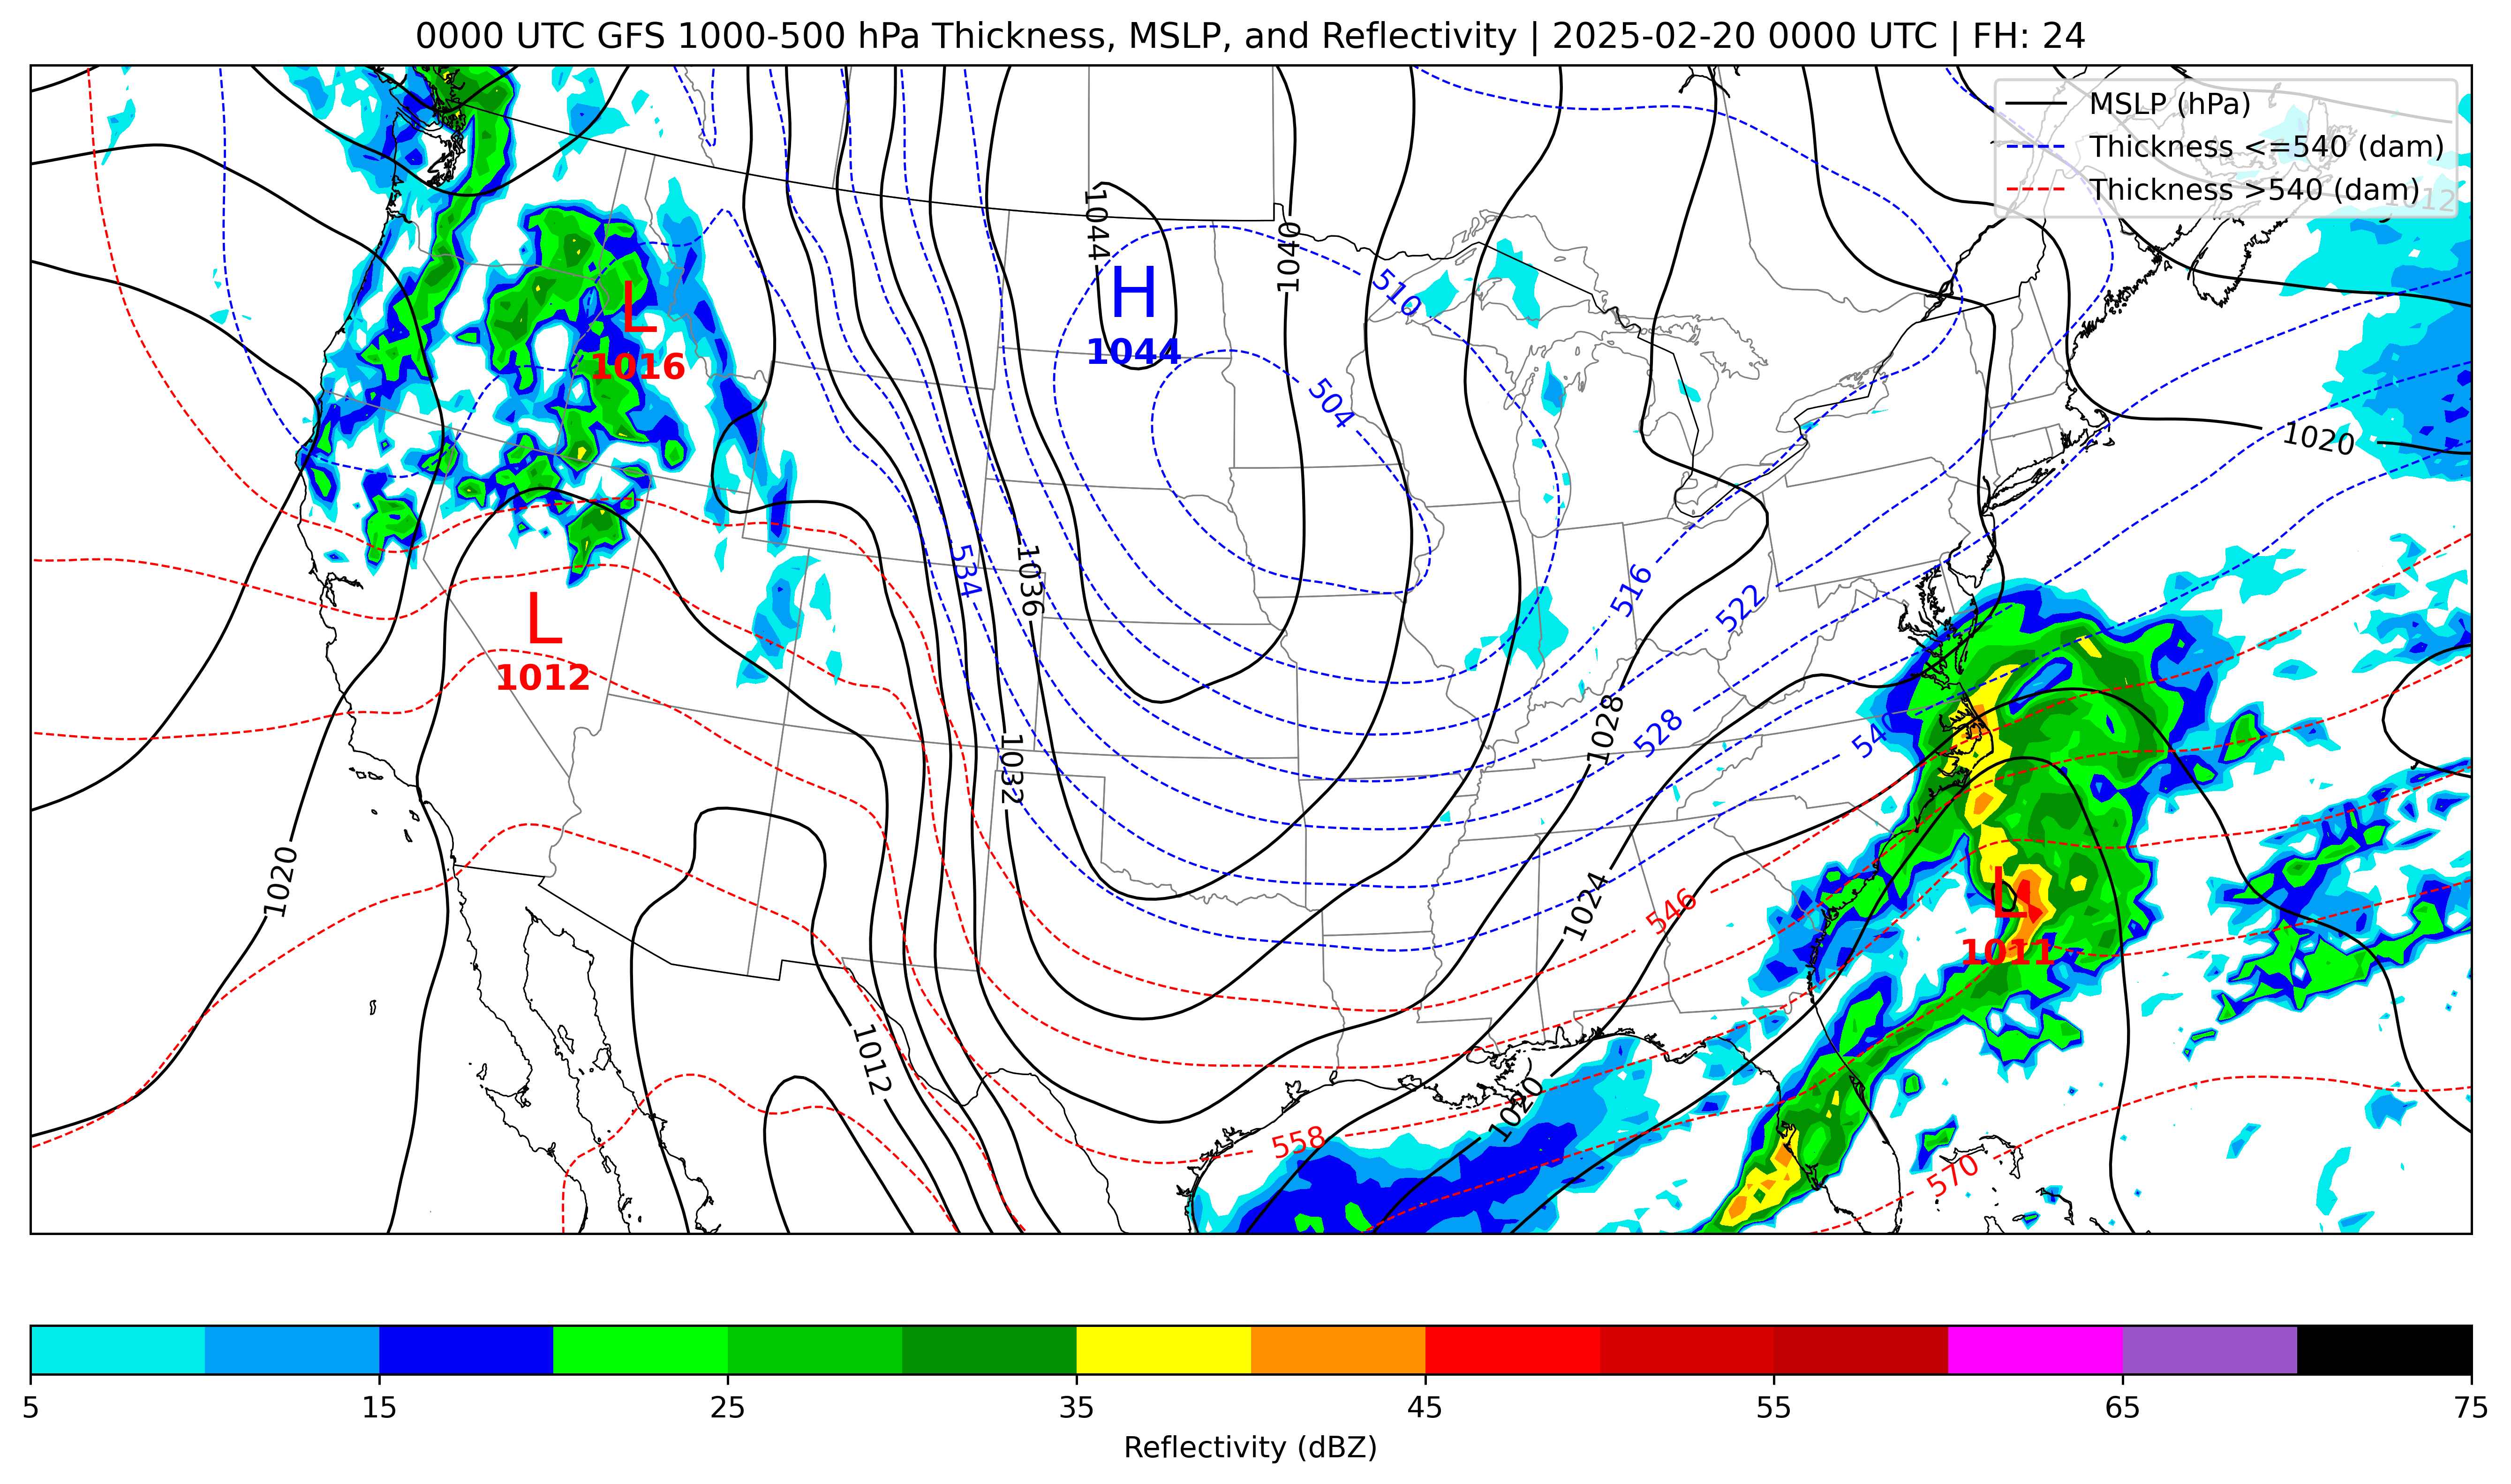 0000 UTC GFS 1000-500 hPa Thickness, MSLP, and Reflectivity | 2025-02-20 0000 UTC | FH: 24
MSLP (hPa)
Thickness <=540 (dam)
Thickness >540 (dam)
1012
1044
1040
H
1044
510
L
1016
504
1020
534
1036
516
522
L
1012
528
1028
540
1032
1020
1024
546
L
1011
1012
1020
558
570
5 15 25 35 45 55 65 75
Reflectivity (dBZ)